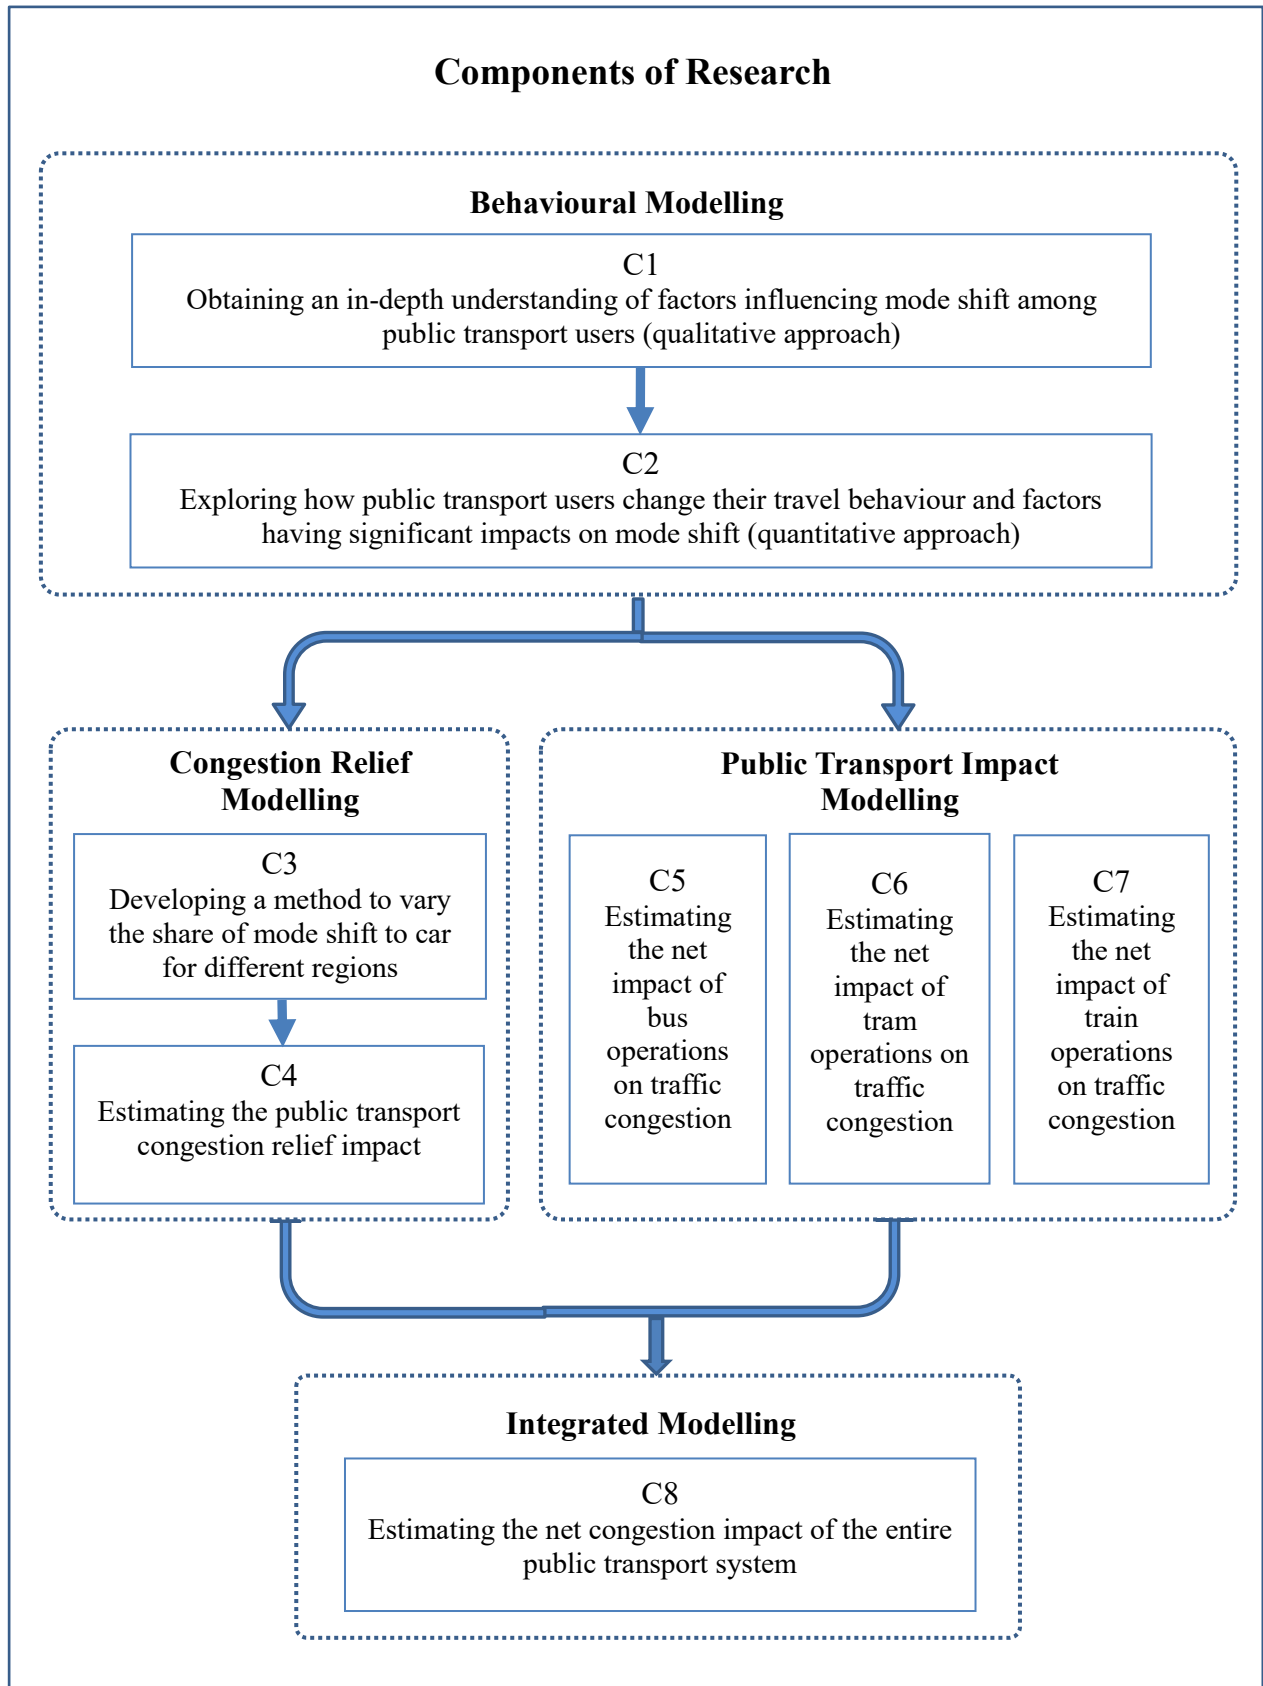 Components of Research
Behavioural Modelling
C1
Obtaining an in-depth understanding of factors influencing mode shift among
public transport users (qualitative approach)
C2
Exploring how public transport users change their travel behaviour and factors
having significant impacts on mode shift (quantitative approach)
Congestion Relief
Modelling
C3
Developing a method to vary
the share of mode shift to car
for different regions
C4
Estimating the public transport
congestion relief impact
Public Transport Impact
Modelling
C5
Estimating
the net
impact of
bus
operations
on traffic
congestion
C6
Estimating
the net
impact of
tram
operations on
traffic
congestion
C7
Estimating
the net
impact of
train
operations
on traffic
congestion
Integrated Modelling
C8
Estimating the net congestion impact of the entire
public transport system